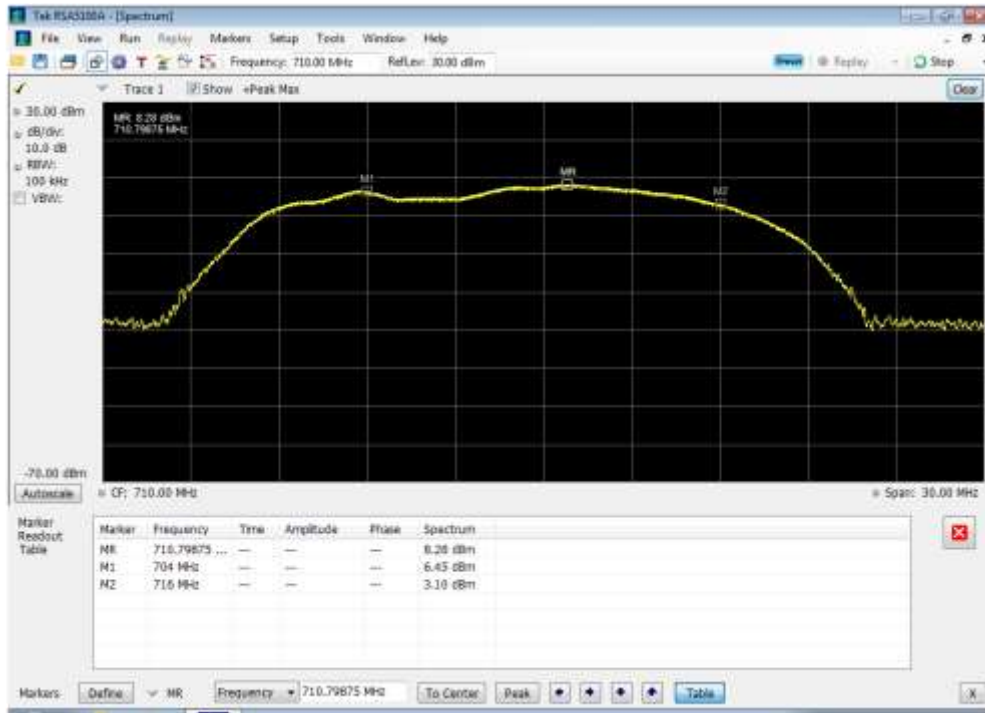 Tek RSA5100A - [Spectrum]
File View Run Replay Markers Setup Tools Window Help
Frequency: 710.00 MHz RefLev: 30.00 dBm Preset Replay Stop
Trace 1 Show +Peak Max Clear
30.00 dBm
dB/div:
10.0 dB
RBW:
100 kHz
VBW:
MR: 8.28 dBm
710.79875 MHz
M1
MR
M2
-70.00 dBm
Autoscale CF: 710.00 MHz Span: 30.00 MHz
Marker
Readout
Table
Marker Frequency Time Amplitude Phase Spectrum
MR 710.79875 ... --- --- --- 8.28 dBm
M1 704 MHz --- --- --- 6.45 dBm
M2 716 MHz --- --- --- 3.10 dBm
Markers Define MR Frequency 710.79875 MHz To Center Peak Table X